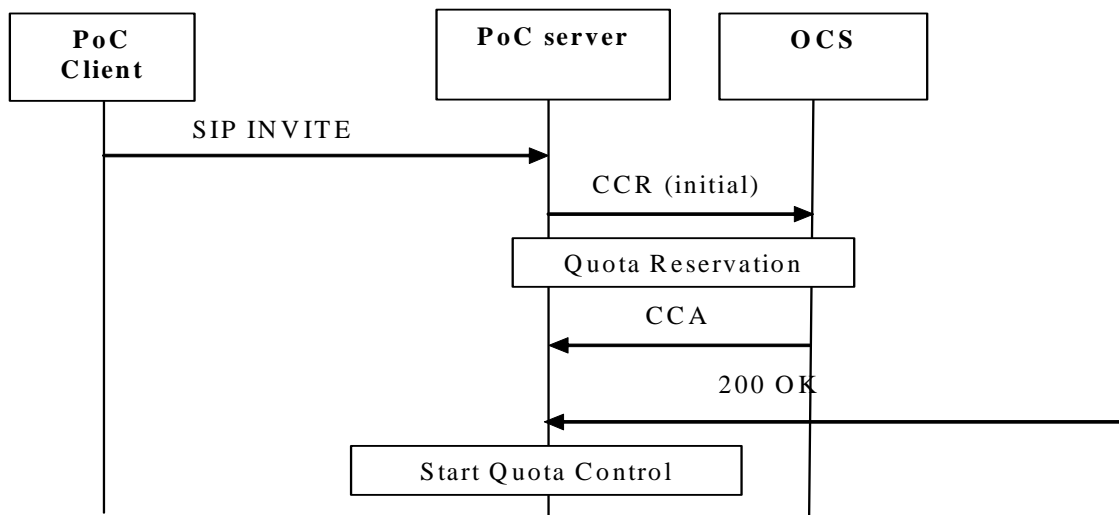 PoC
Client
PoC server
OCS
SIP INVITE
CCR (initial)
Quota Reservation
CCA
200 OK
Start Quota Control